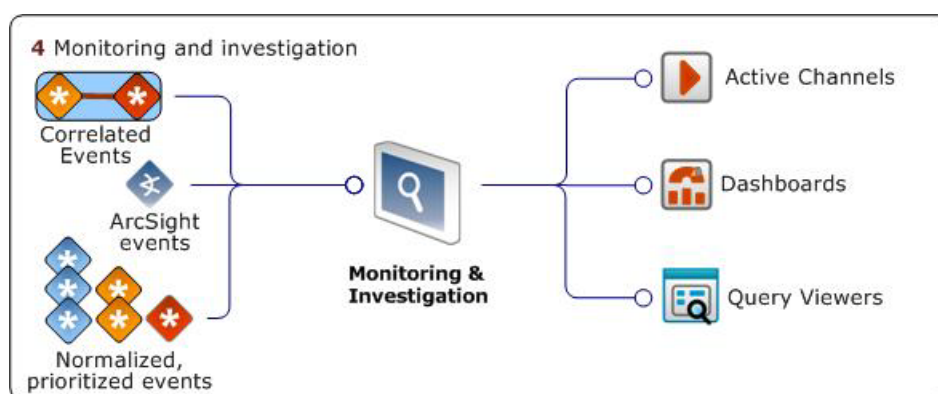 4 Monitoring and investigation
Correlated
Events
ArcSight
events
Normalized,
prioritized events
Monitoring &
Investigation
Active Channels
Dashboards
Query Viewers